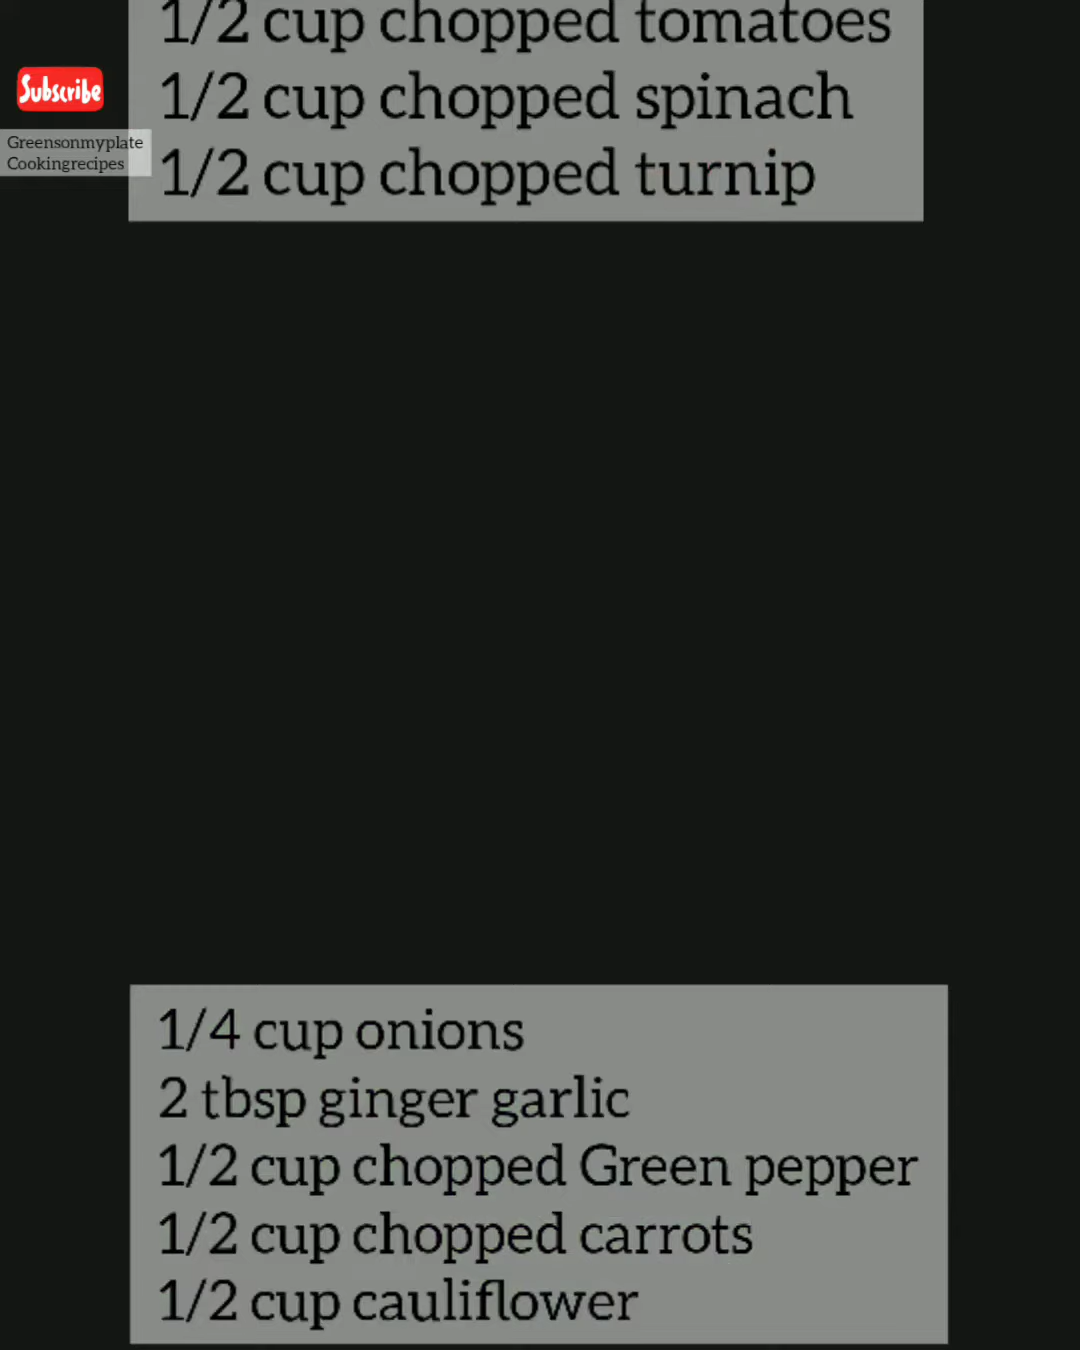 1/2 cup chopped tomatoes
Subscribe
1/2 cup chopped spinach
Greensonmyplate
Cookingrecipes
1/2 cup chopped turnip
1/4 cup onions
2 tbsp ginger garlic
1/2 cup chopped Green pepper
1/2 cup chopped carrots
1/2 cup cauliflower